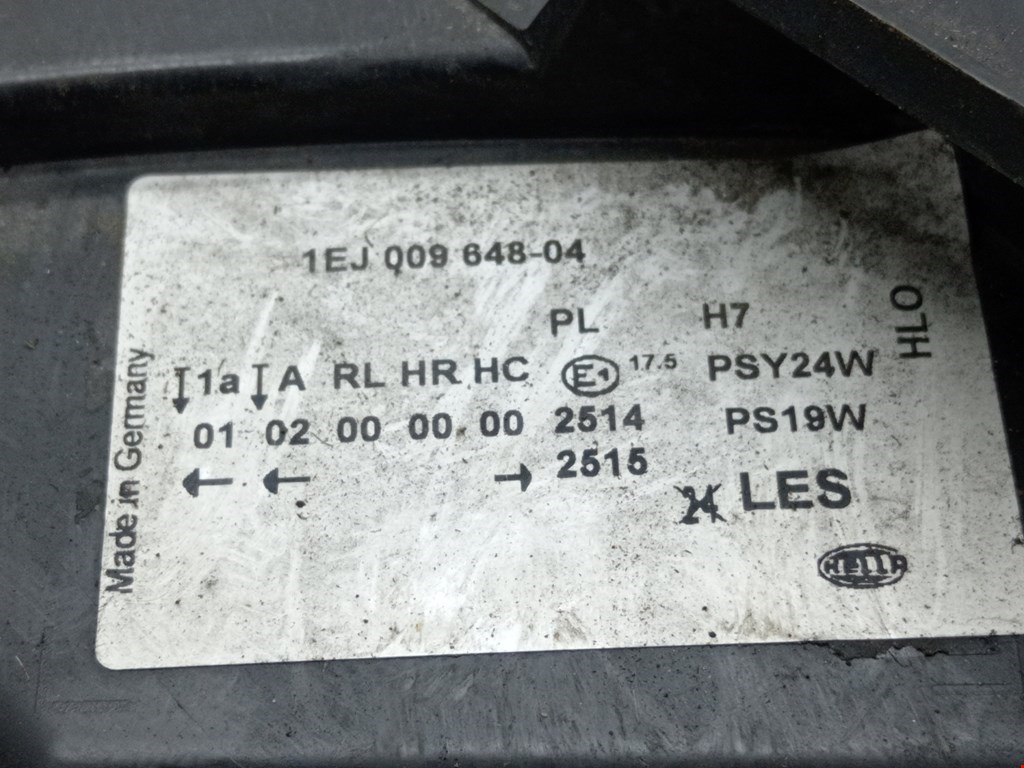 1EJ 009 648-04
PL H7
1a A RL HR HC E1 17.5 PSY24W
01 02 00 00 00 2514 PS19W
2515
24 LES
HELLA
HLO
Made in Germany